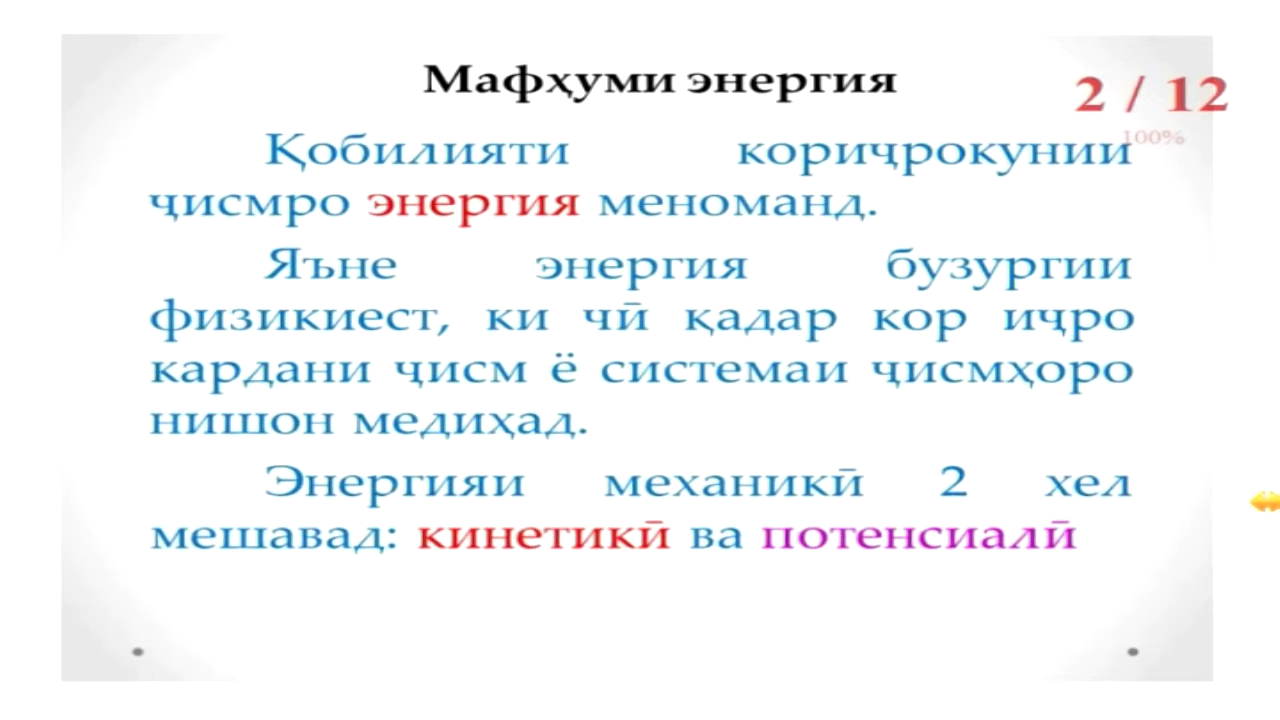 Мафҳуми энергия
2 / 12
100%
Қобилияти кориҷрокунии
ҷисмро энергия меноманд.
Яъне энергия бузургии
физикиест, ки чӣ қадар кор иҷро
кардани ҷисм ё системаи ҷисмҳоро
нишон медиҳад.
Энергияи механикӣ 2 хел
мешавад: кинетикӣ ва потенсиалӣ